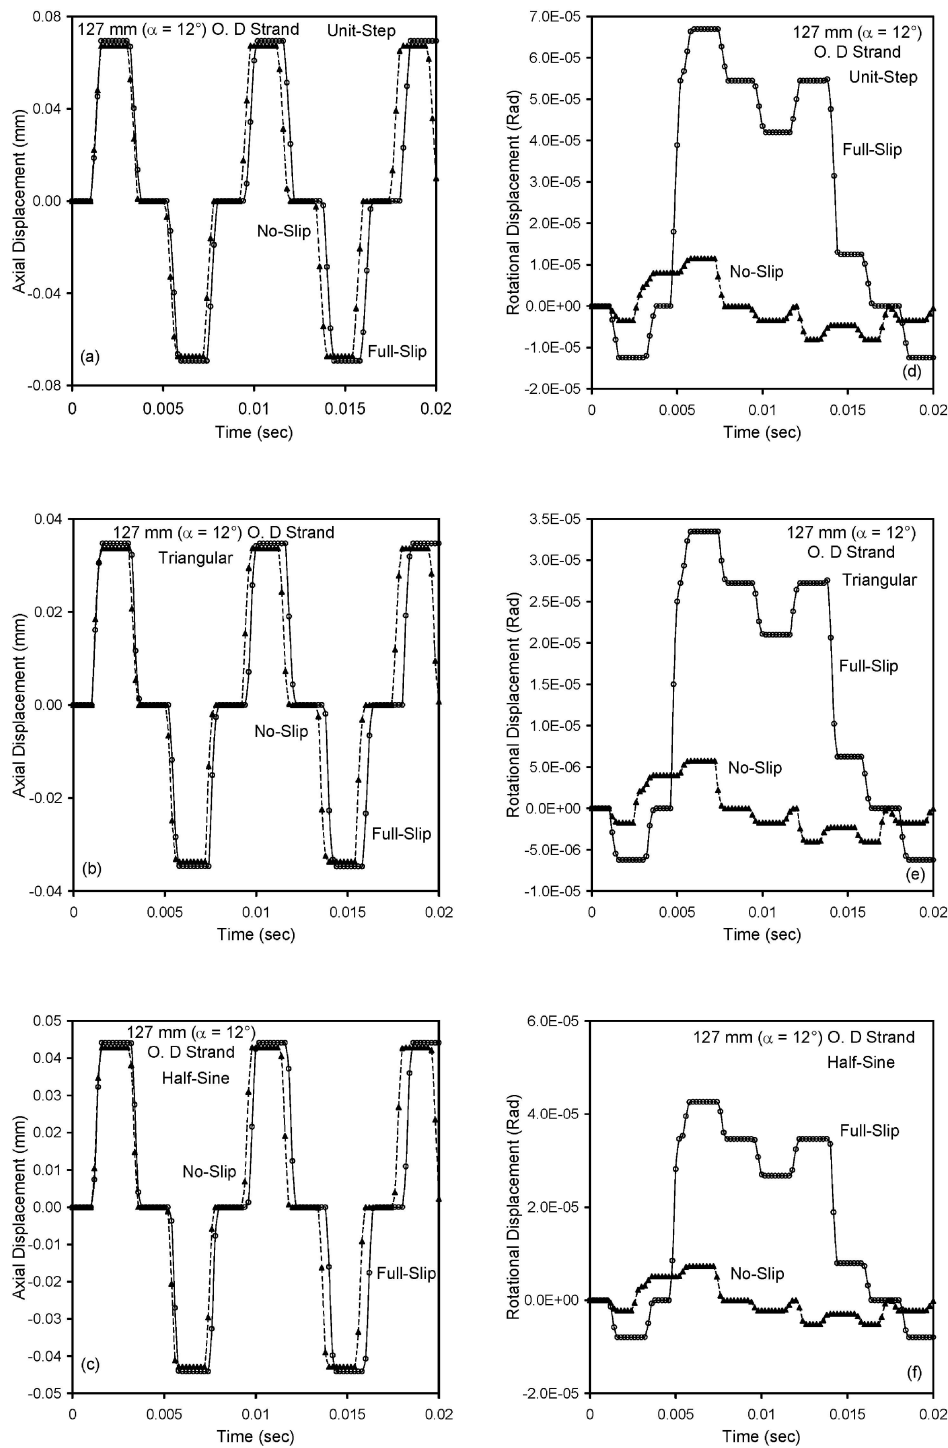 127 mm (α = 12°) O. D Strand
Unit-Step
0.08
0.04
0.00
-0.04
-0.08
Axial Displacement (mm)
No-Slip
Full-Slip
(a)
0
0.005
0.01
0.015
0.02
Time (sec)
127 mm (α = 12°)
O. D Strand
Unit-Step
7.0E-05
6.0E-05
5.0E-05
4.0E-05
3.0E-05
2.0E-05
1.0E-05
0.0E+00
-1.0E-05
-2.0E-05
Rotational Displacement (Rad)
Full-Slip
No-Slip
(d)
0
0.005
0.01
0.015
0.02
Time (sec)
127 mm (α = 12°) O. D Strand
Triangular
0.04
0.02
0.00
-0.02
-0.04
Axial Displacement (mm)
No-Slip
Full-Slip
(b)
0
0.005
0.01
0.015
0.02
Time (sec)
127 mm (α = 12°)
O. D Strand
Triangular
3.5E-05
2.5E-05
1.5E-05
5.0E-06
0.0E+00
-5.0E-06
-1.0E-05
Rotational Displacement (Rad)
Full-Slip
No-Slip
(e)
0
0.005
0.01
0.015
0.02
Time (sec)
127 mm (α = 12°)
O. D Strand
Half-Sine
0.05
0.04
0.03
0.02
0.01
0.00
-0.01
-0.02
-0.03
-0.04
-0.05
Axial Displacement (mm)
No-Slip
Full-Slip
(c)
0
0.005
0.01
0.015
0.02
Time (sec)
127 mm (α = 12°) O. D Strand
Half-Sine
6.0E-05
4.0E-05
2.0E-05
0.0E+00
-2.0E-05
Rotational Displacement (Rad)
Full-Slip
No-Slip
(f)
0
0.005
0.01
0.015
0.02
Time (sec)